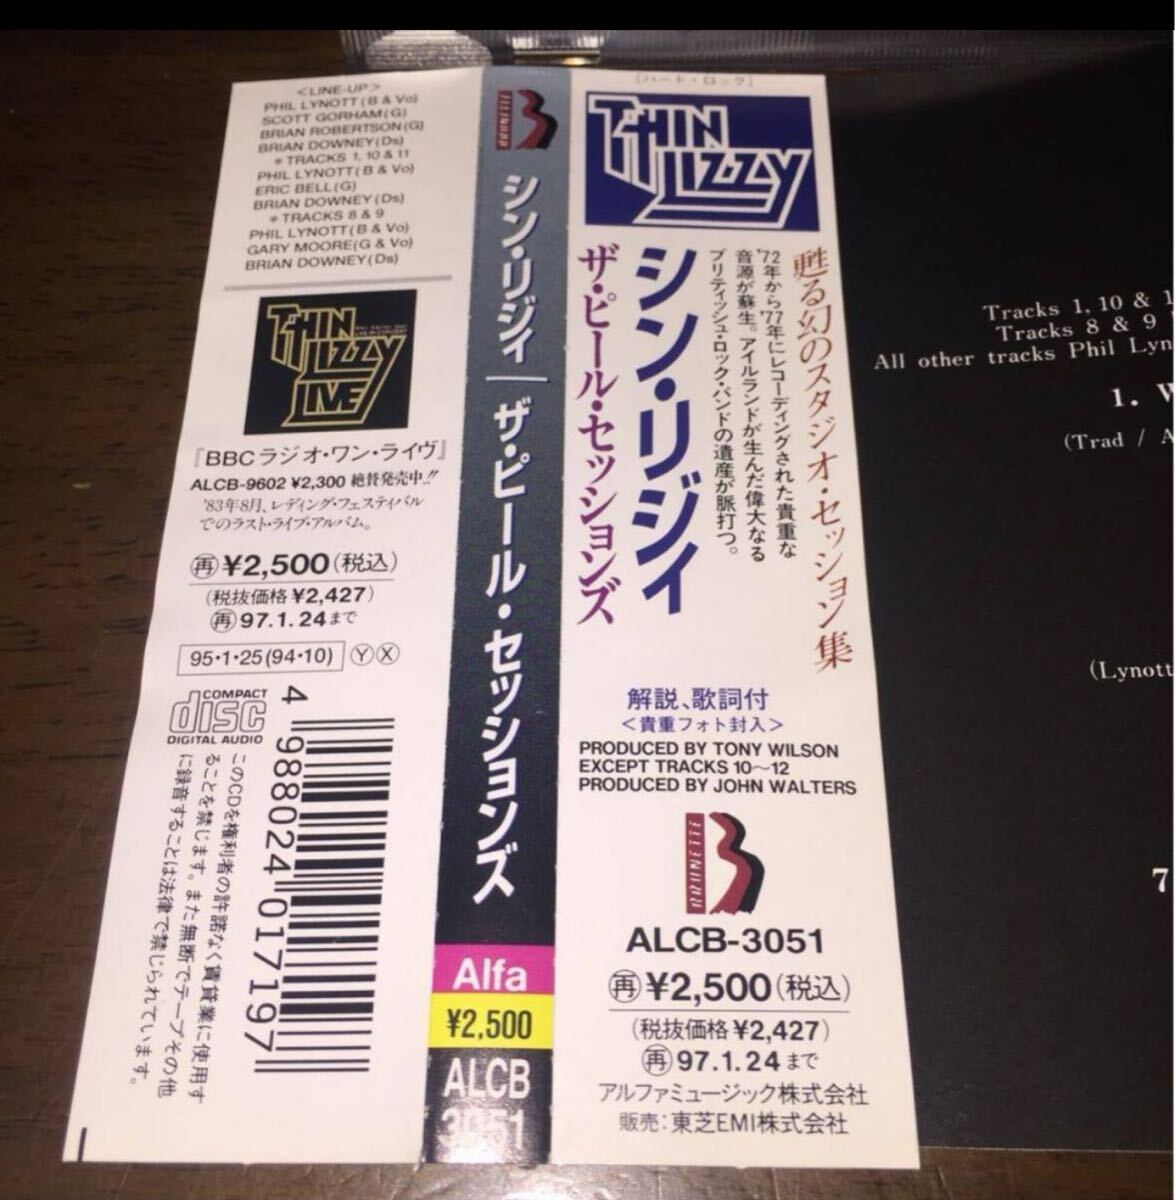 <LINE-UP>
PHIL LYNOTT(B & Vo)
SCOTT GORHAM(G)
BRIAN ROBERTSON(G)
BRIAN DOWNEY(Ds)
*TRACKS 1, 10 & 11
PHIL LYNOTT(B & Vo)
ERIC BELL(G)
BRIAN DOWNEY(Ds)
*TRACKS 8 & 9
PHIL LYNOTT(B & Vo)
GARY MOORE(G & Vo)
BRIAN DOWNEY(Ds)
THIN
LIZZY
LIVE
『BBCラジオ・ワン・ライヴ』
ALCB-9602 ¥2,300 絶賛発売中!!
'83年8月、レディング・フェスティバル
でのラスト・ライブ・アルバム。
再 ¥2,500(税込)
(税抜価格¥2,427)
再 97.1.24まで
95・1・25(94・10) Ⓨ Ⓧ
COMPACT
disc
DIGITAL AUDIO
4 988024 017197
このCDを権利者の許諾なく賃貸業に使用す
ることを禁じます。また無断でテープその他
に録音することは法律で禁じられています。
シン・リジィ|ザ・ピール・セッションズ
Alfa
¥2,500
ALCB
3051
[ハード・ロック]
THIN
LIZZY
甦る幻のスタジオ・セッション集
'72年から'77年にレコーディングされた貴重な
音源が蘇生。アイルランドが生んだ偉大なる
ブリティッシュ・ロック・バンドの遺産が脈打つ。
シン・リジィ
ザ・ピール・セッションズ
解説、歌詞付
<貴重フォト封入>
PRODUCED BY TONY WILSON
EXCEPT TRACKS 10〜12
PRODUCED BY JOHN WALTERS
BRUNETTE
ALCB-3051
再 ¥2,500(税込)
(税抜価格¥2,427)
再 97.1.24まで
アルファミュージック株式会社
販売:東芝EMI株式会社
Tracks 1, 10 & 1
Tracks 8 & 9
All other tracks Phil Lyn
1.
(Trad / A
(Lynott
7